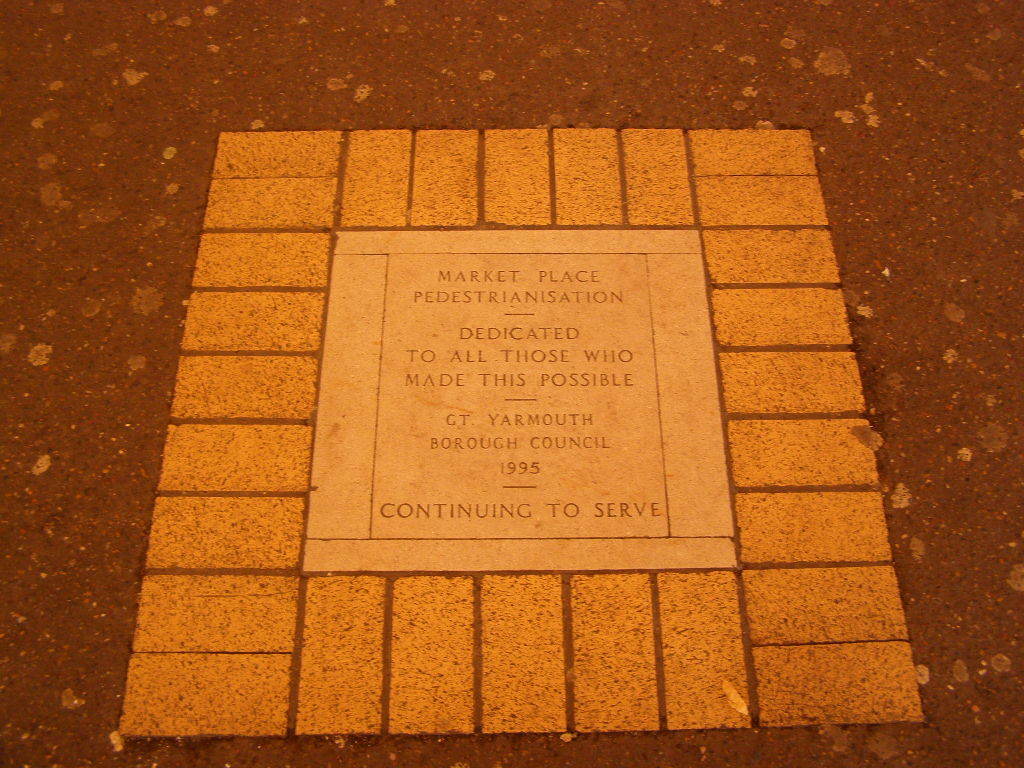 MARKET PLACE
PEDESTRIANISATION
DEDICATED
TO ALL THOSE WHO
MADE THIS POSSIBLE
GT. YARMOUTH
BOROUGH COUNCIL
1995
CONTINUING TO SERVE